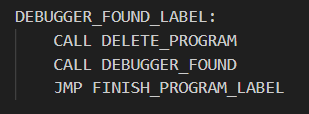 DEBUGGER_FOUND_LABEL:
    CALL DELETE_PROGRAM
    CALL DEBUGGER_FOUND
    JMP FINISH_PROGRAM_LABEL